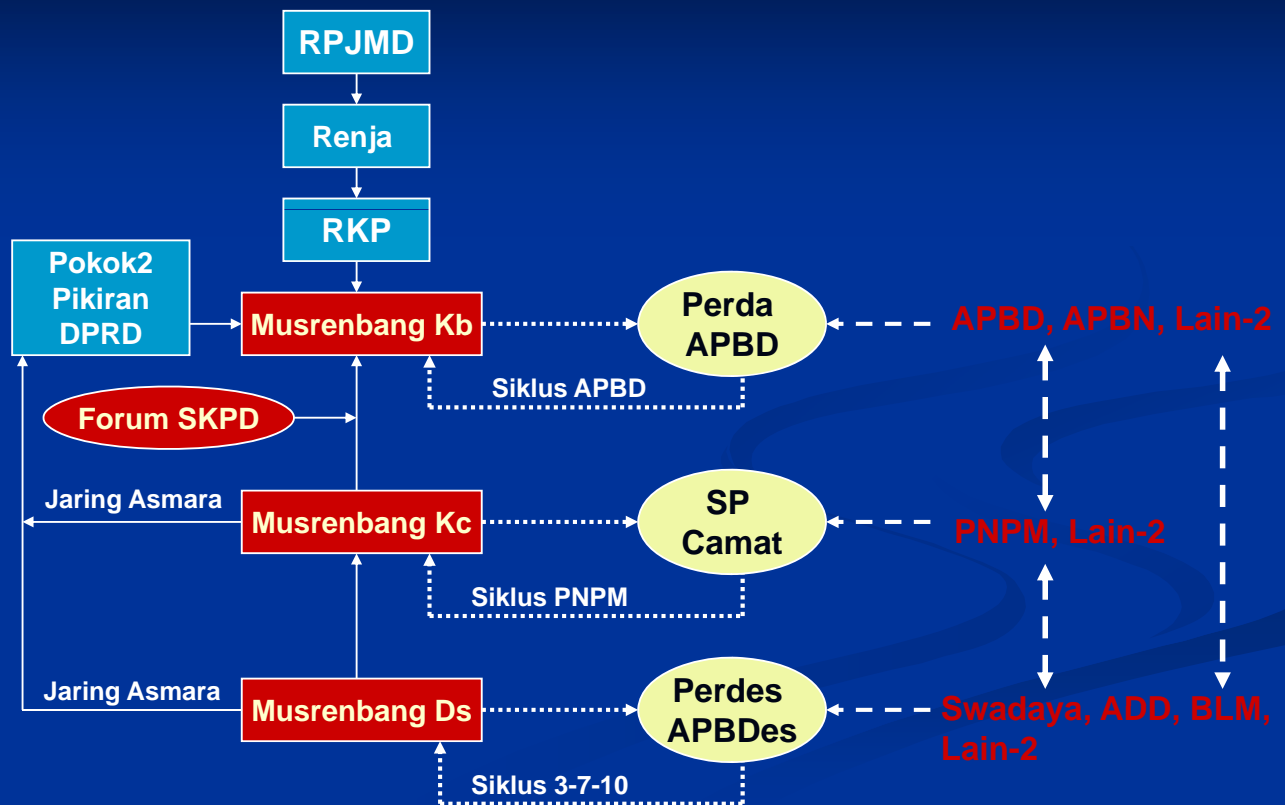 RPJMD
Renja
RKP
Pokok2
Pikiran
DPRD
Musrenbang Kb
Perda
APBD
APBD, APBN, Lain-2
Siklus APBD
Forum SKPD
Jaring Asmara
Musrenbang Kc
SP
Camat
PNPM, Lain-2
Siklus PNPM
Jaring Asmara
Musrenbang Ds
Perdes
APBDes
Swadaya, ADD, BLM,
Lain-2
Siklus 3-7-10